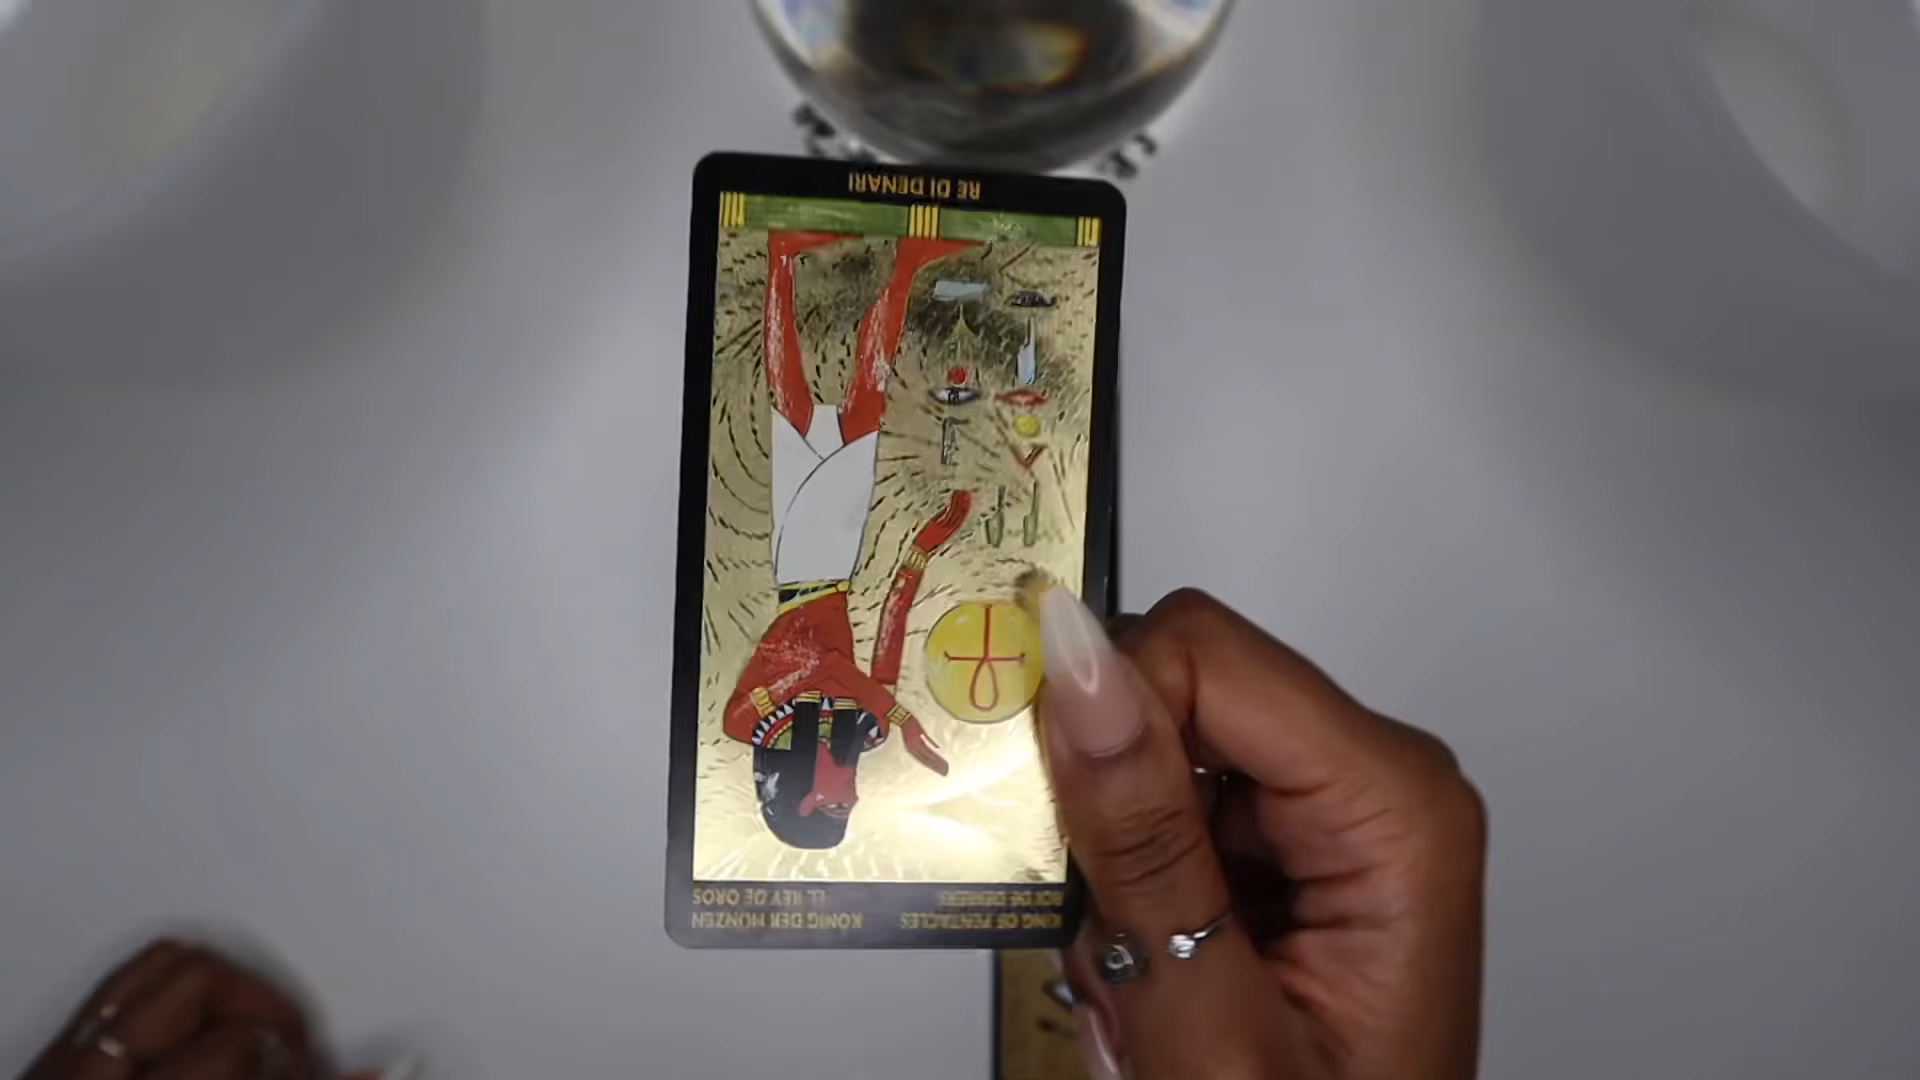 KING OF PENTACLES KÖNIG DER MÜNZEN
ROI DE DENIERS EL REY DE OROS
RE DI DENARI